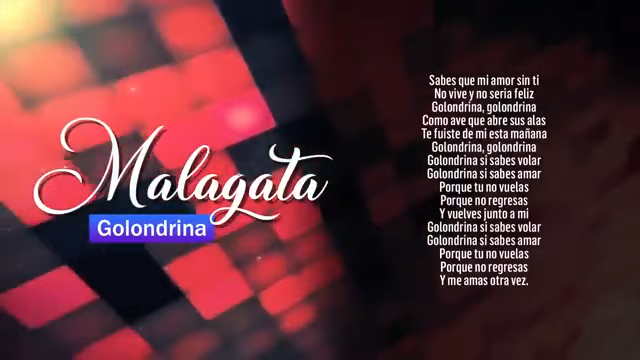 Malagata
Golondrina
Sabes que mi amor sin ti
No vive y no seria feliz
Golondrina, golondrina
Como ave que abre sus alas
Te fuiste de mi esta mañana
Golondrina, golondrina
Golondrina si sabes volar
Golondrina si sabes amar
Porque tu no vuelas
Porque no regresas
Y vuelves junto a mi
Golondrina si sabes volar
Golondrina si sabes amar
Porque tu no vuelas
Porque no regresas
Y me amas otra vez.